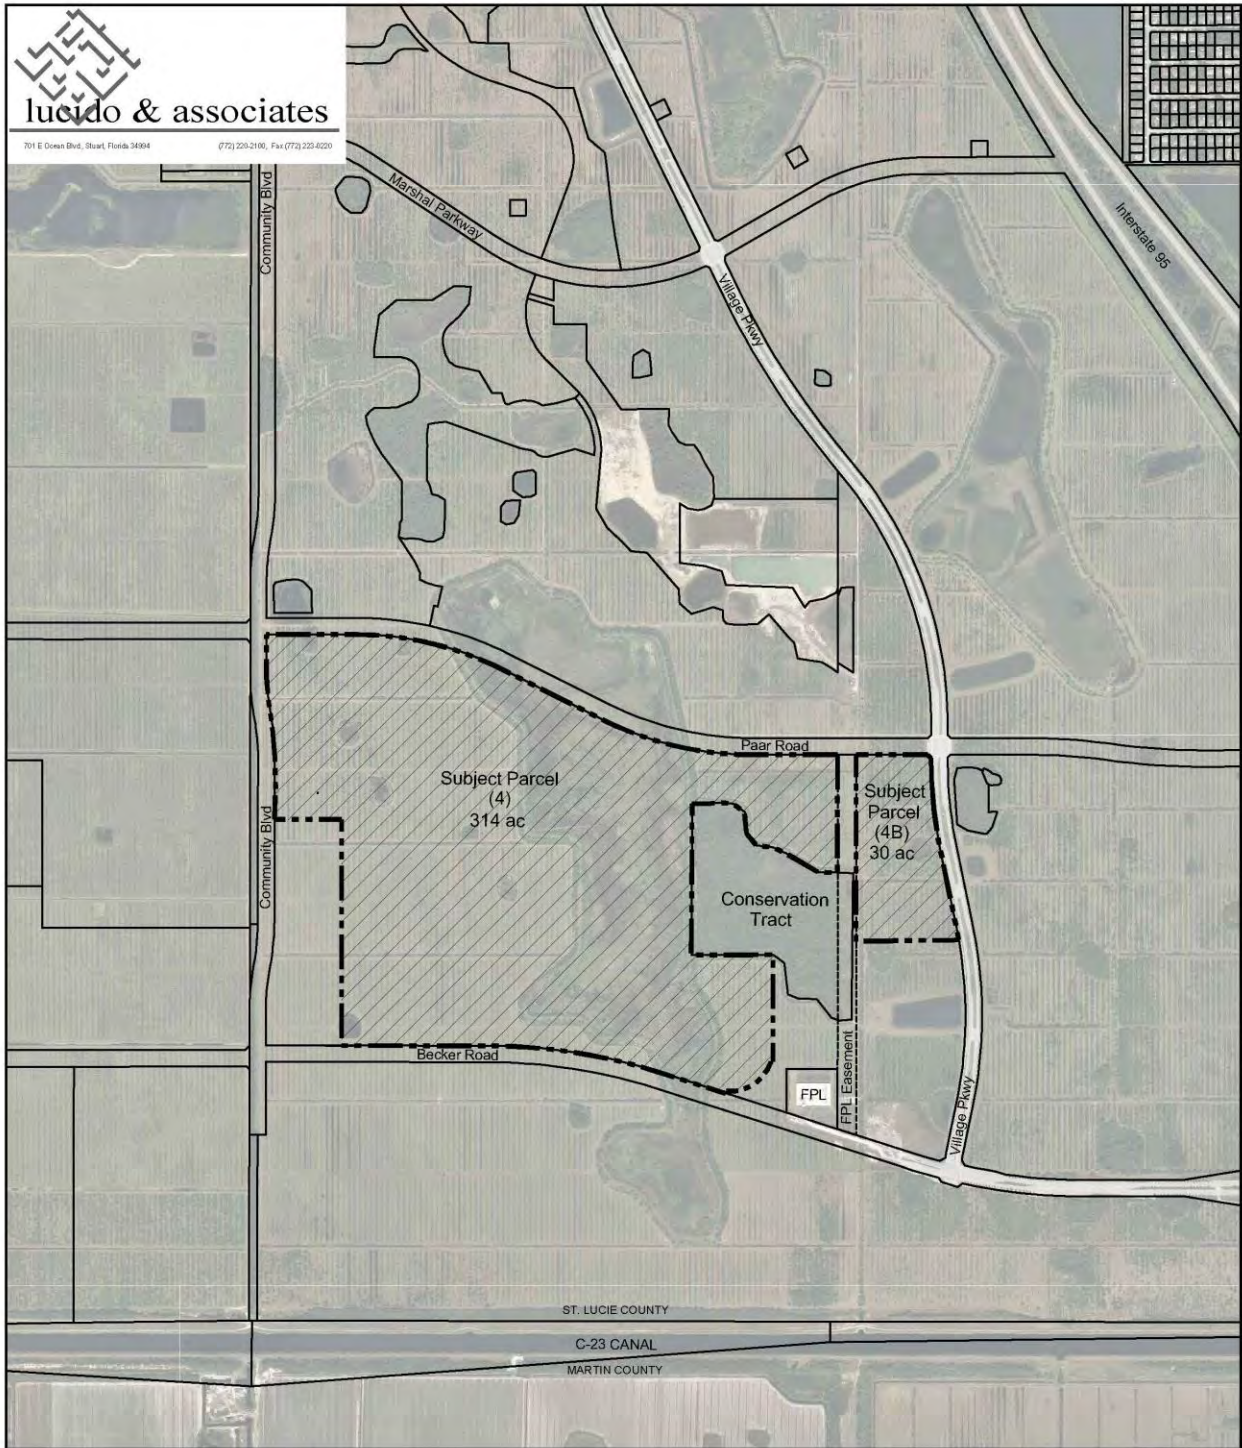 lucido & associates
701 E Ocean Blvd., Stuart, Florida 34994 (772) 220-2100, Fax (772) 223-0220
Community Blvd
Marshal Parkway
Interstate 95
Village Pkwy
Paar Road
Subject Parcel
(4)
314 ac
Subject
Parcel
(4B)
30 ac
Community Blvd
Conservation
Tract
Becker Road
FPL Easement
FPL
Village Pkwy
ST. LUCIE COUNTY
C-23 CANAL
MARTIN COUNTY